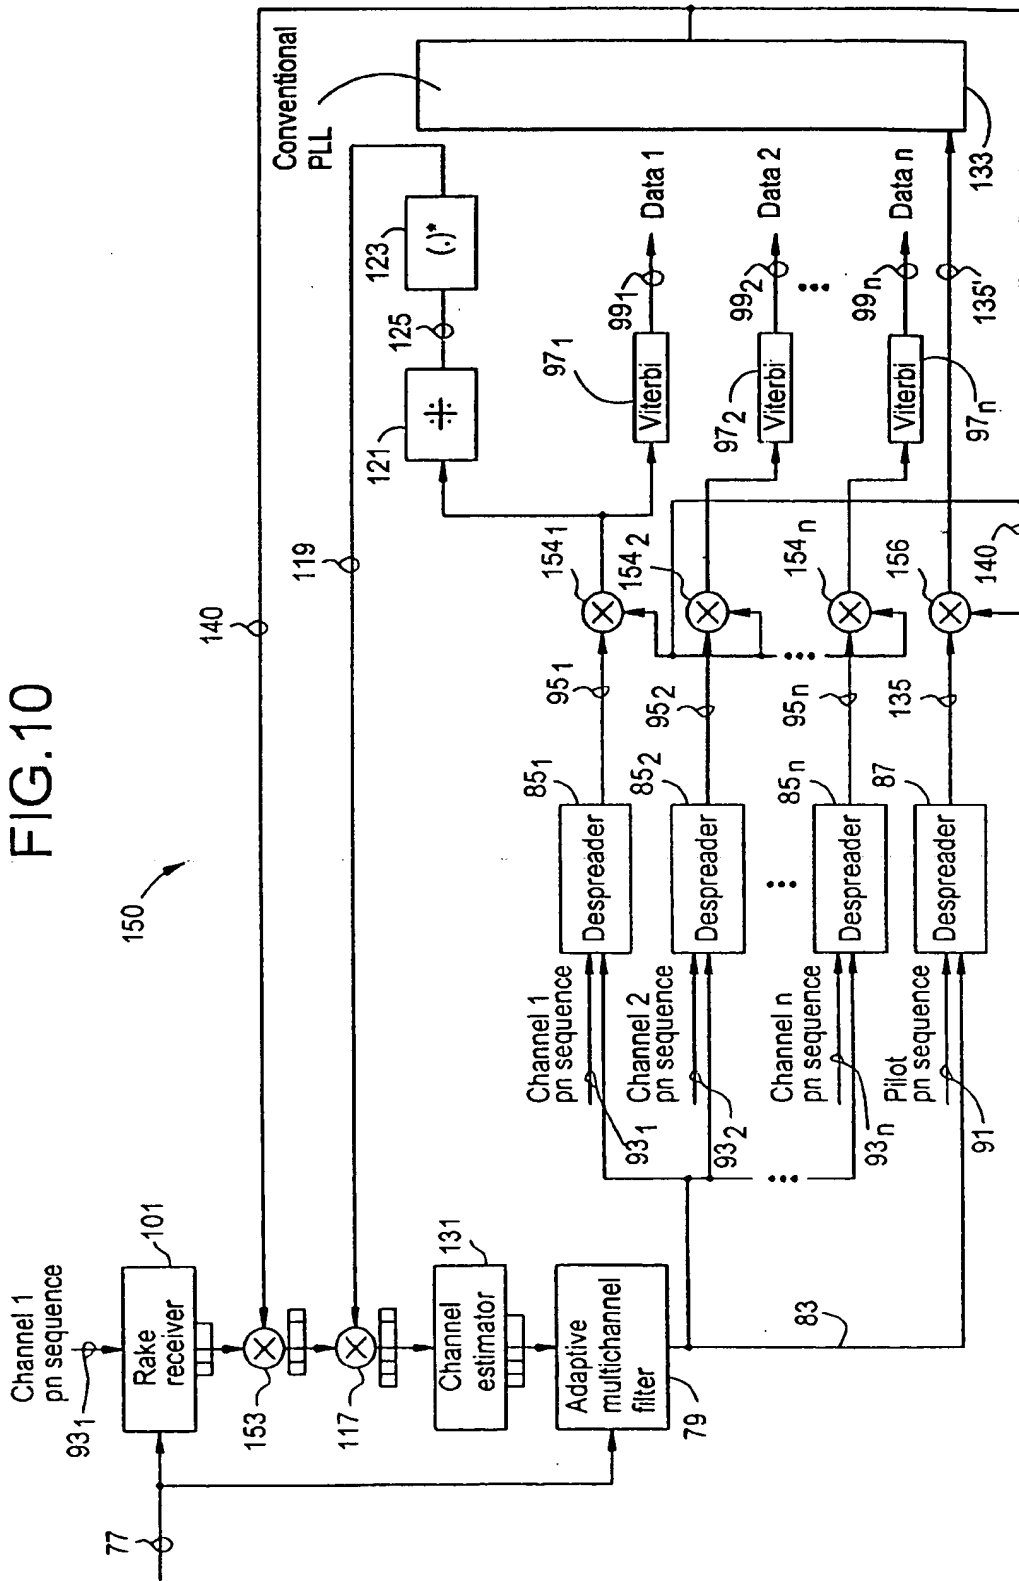 FIG.10
150
77
Channel 1
pn sequence
93₁
101
Rake
receiver
153
117
140
119
131
Channel
estimator
Adaptive
multichannel
filter
79
83
121
÷
125
123
(.)*
Conventional
PLL
133
Channel 1
pn sequence
93₁
Despreader
85₁
95₁
154₁
97₁
Viterbi
99₁
Data 1
Channel 2
pn sequence
93₂
Despreader
85₂
95₂
154₂
97₂
Viterbi
99₂
Data 2
Channel n
pn sequence
93n
Despreader
85n
95n
154n
97n
Viterbi
99n
Data n
Pilot
pn sequence
91
Despreader
87
135
156
140
135'